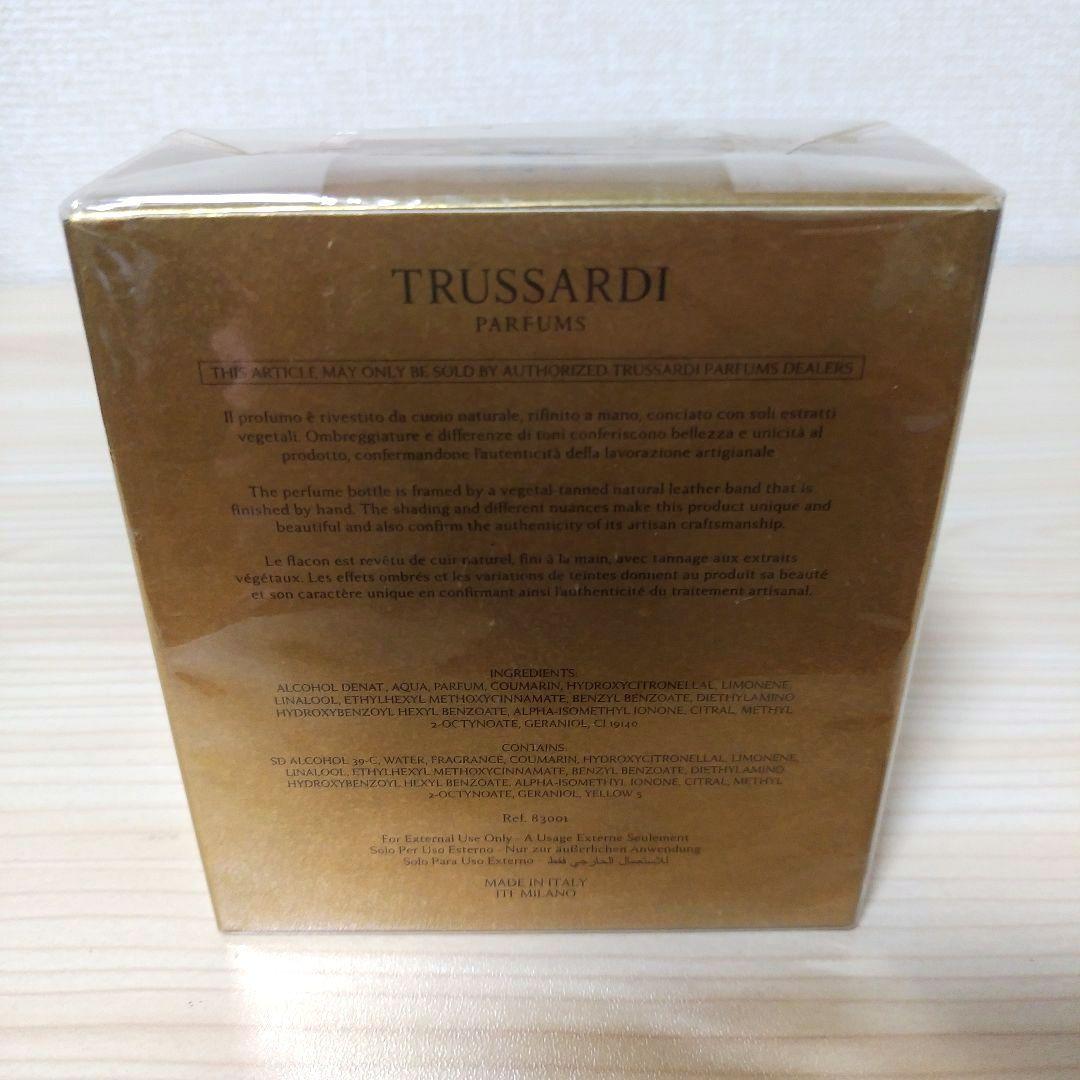 TRUSSARDI
PARFUMS
THIS ARTICLE MAY ONLY BE SOLD BY AUTHORIZED TRUSSARDI PARFUMS DEALERS
Il profumo è rivestito da cuoio naturale, rifinito a mano, conciato con soli estratti
vegetali. Ombreggiature e differenze di toni conferiscono bellezza e unicità al
prodotto, confermandone l'autenticità della lavorazione artigianale
The perfume bottle is framed by a vegetal-tanned natural leather band that is
finished by hand. The shading and different nuances make this product unique and
beautiful and also confirm the authenticity of its artisan craftsmanship.
Le flacon est revêtu de cuir naturel, fini à la main, avec tannage aux extraits
végétaux. Les effets ombrés et les variations de teintes donnent au produit sa beauté
et son caractère unique en confirmant ainsi l'authenticité du traitement artisanal.
INGREDIENTS:
ALCOHOL DENAT., AQUA, PARFUM, COUMARIN, HYDROXYCITRONELLAL, LIMONENE,
LINALOOL, ETHYLHEXYL METHOXYCINNAMATE, BENZYL BENZOATE, DIETHYLAMINO
HYDROXYBENZOYL HEXYL BENZOATE, ALPHA-ISOMETHYL IONONE, CITRAL, METHYL
2-OCTYNOATE, GERANIOL, CI 19140
CONTAINS:
SD ALCOHOL 39-C, WATER, FRAGRANCE, COUMARIN, HYDROXYCITRONELLAL, LIMONENE,
LINALOOL, ETHYLHEXYL METHOXYCINNAMATE, BENZYL BENZOATE, DIETHYLAMINO
HYDROXYBENZOYL HEXYL BENZOATE, ALPHA-ISOMETHYL IONONE, CITRAL, METHYL
2-OCTYNOATE, GERANIOL, YELLOW 5
Ref. 83001
For External Use Only - A Usage Externe Seulement
Solo Per Uso Esterno - Nur zur äußerlichen Anwendung
Solo Para Uso Externo - للاستعمال الخارجي فقط
MADE IN ITALY
ITF MILANO